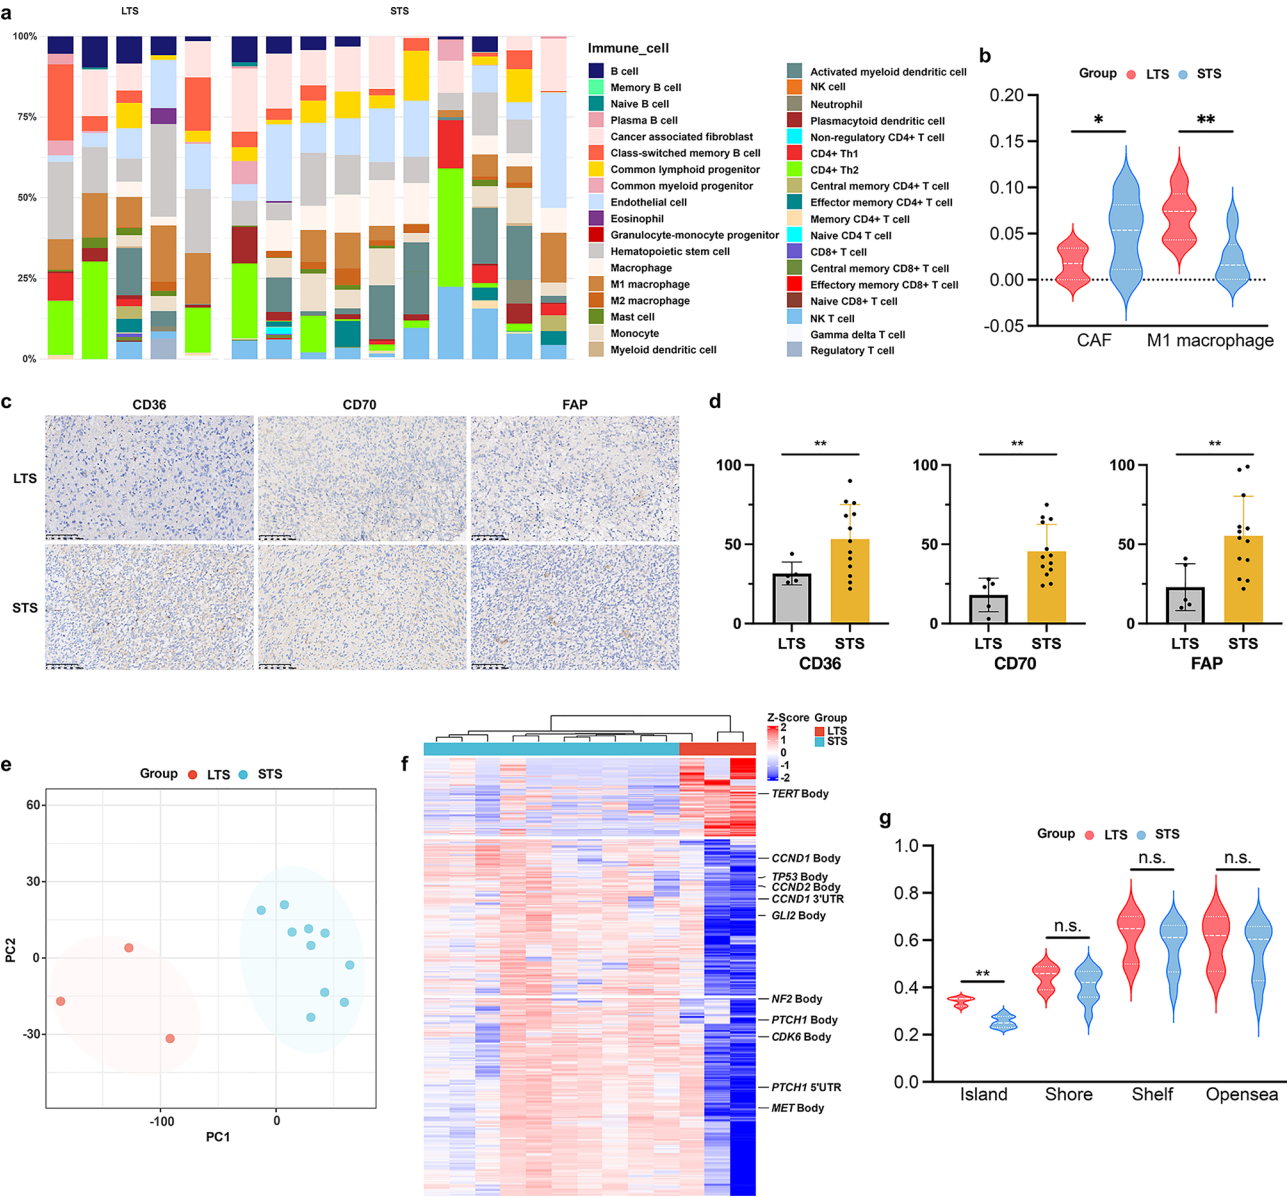 a
LTS
STS
100%
75%
50%
25%
0%
Immune_cell
B cell
Memory B cell
Naive B cell
Plasma B cell
Cancer associated fibroblast
Class-switched memory B cell
Common lymphoid progenitor
Common myeloid progenitor
Endothelial cell
Eosinophil
Granulocyte-monocyte progenitor
Hematopoietic stem cell
Macrophage
M1 macrophage
M2 macrophage
Mast cell
Monocyte
Myeloid dendritic cell
Activated myeloid dendritic cell
NK cell
Neutrophil
Plasmacytoid dendritic cell
Non-regulatory CD4+ T cell
CD4+ Th1
CD4+ Th2
Central memory CD4+ T cell
Effector memory CD4+ T cell
Memory CD4+ T cell
Naive CD4 T cell
CD8+ T cell
Central memory CD8+ T cell
Effectory memory CD8+ T cell
Naive CD8+ T cell
NK T cell
Gamma delta T cell
Regulatory T cell
b
Group LTS STS
0.20
0.15
0.10
0.05
0.00
-0.05
*
**
CAF M1 macrophage
c
CD36 CD70 FAP
LTS
STS
d
**
100
50
0
LTS STS
CD36
**
100
50
0
LTS STS
CD70
**
100
50
0
LTS STS
FAP
e
Group LTS STS
60
30
0
-30
PC2
-100 0
PC1
f
Z-Score
2
1
0
-1
-2
Group
LTS
STS
TERT Body
CCND1 Body
TP53 Body
CCND2 Body
CCND1 3'UTR
GLI2 Body
NF2 Body
PTCH1 Body
CDK6 Body
PTCH1 5'UTR
MET Body
g
Group LTS STS
1.0
0.8
0.6
0.4
0.2
0.0
**
n.s.
n.s.
n.s.
Island Shore Shelf Opensea